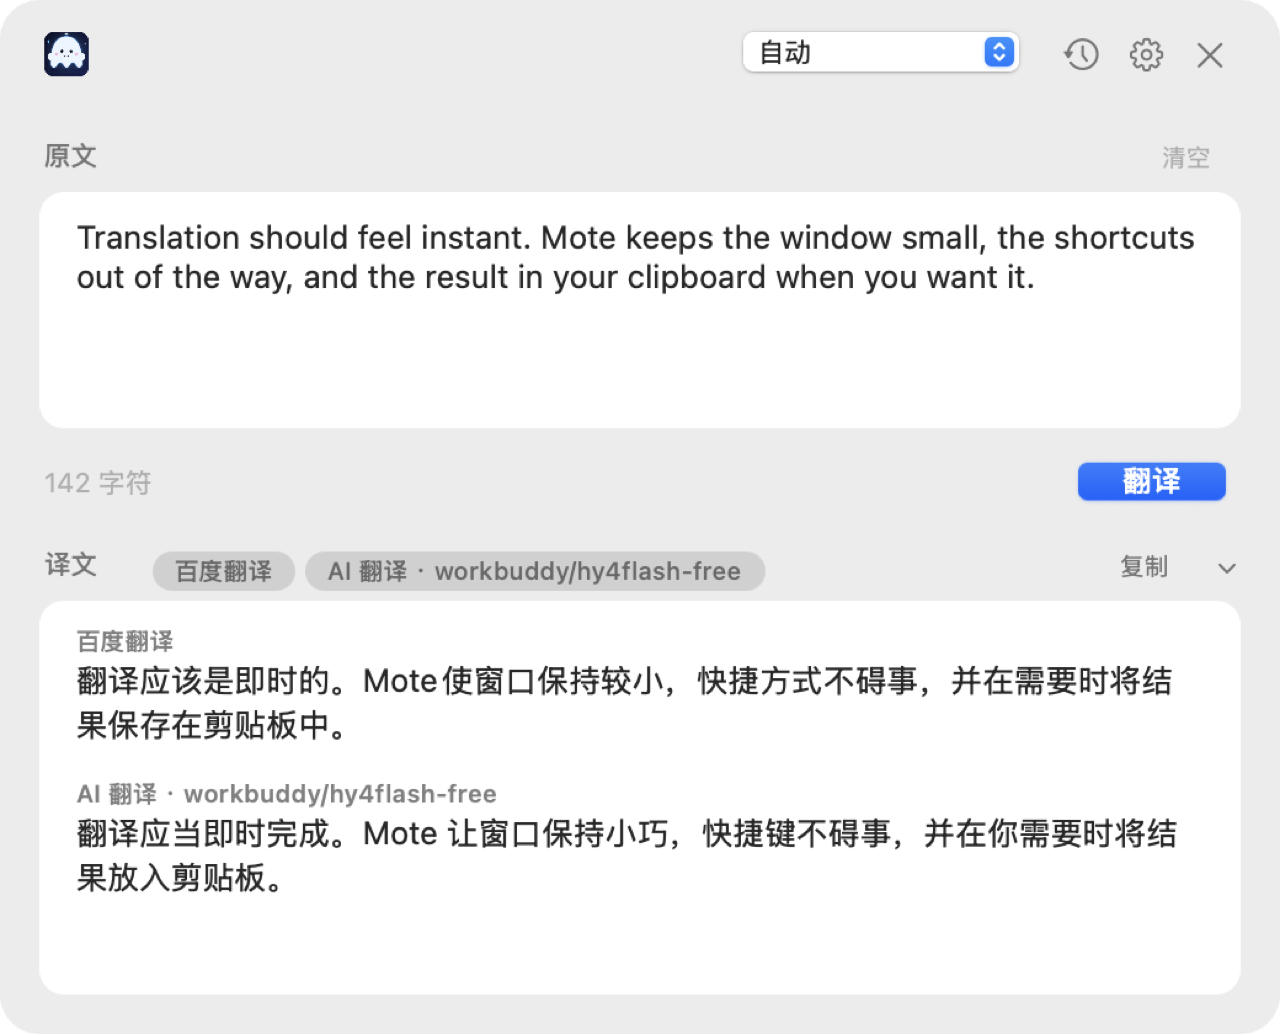 自动
原文
清空
Translation should feel instant. Mote keeps the window small, the shortcuts
out of the way, and the result in your clipboard when you want it.
142 字符
翻译
译文
百度翻译
AI 翻译 · workbuddy/hy4flash-free
复制
百度翻译
翻译应该是即时的。Mote使窗口保持较小，快捷方式不碍事，并在需要时将结
果保存在剪贴板中。
AI 翻译 · workbuddy/hy4flash-free
翻译应当即时完成。Mote 让窗口保持小巧，快捷键不碍事，并在你需要时将结
果放入剪贴板。